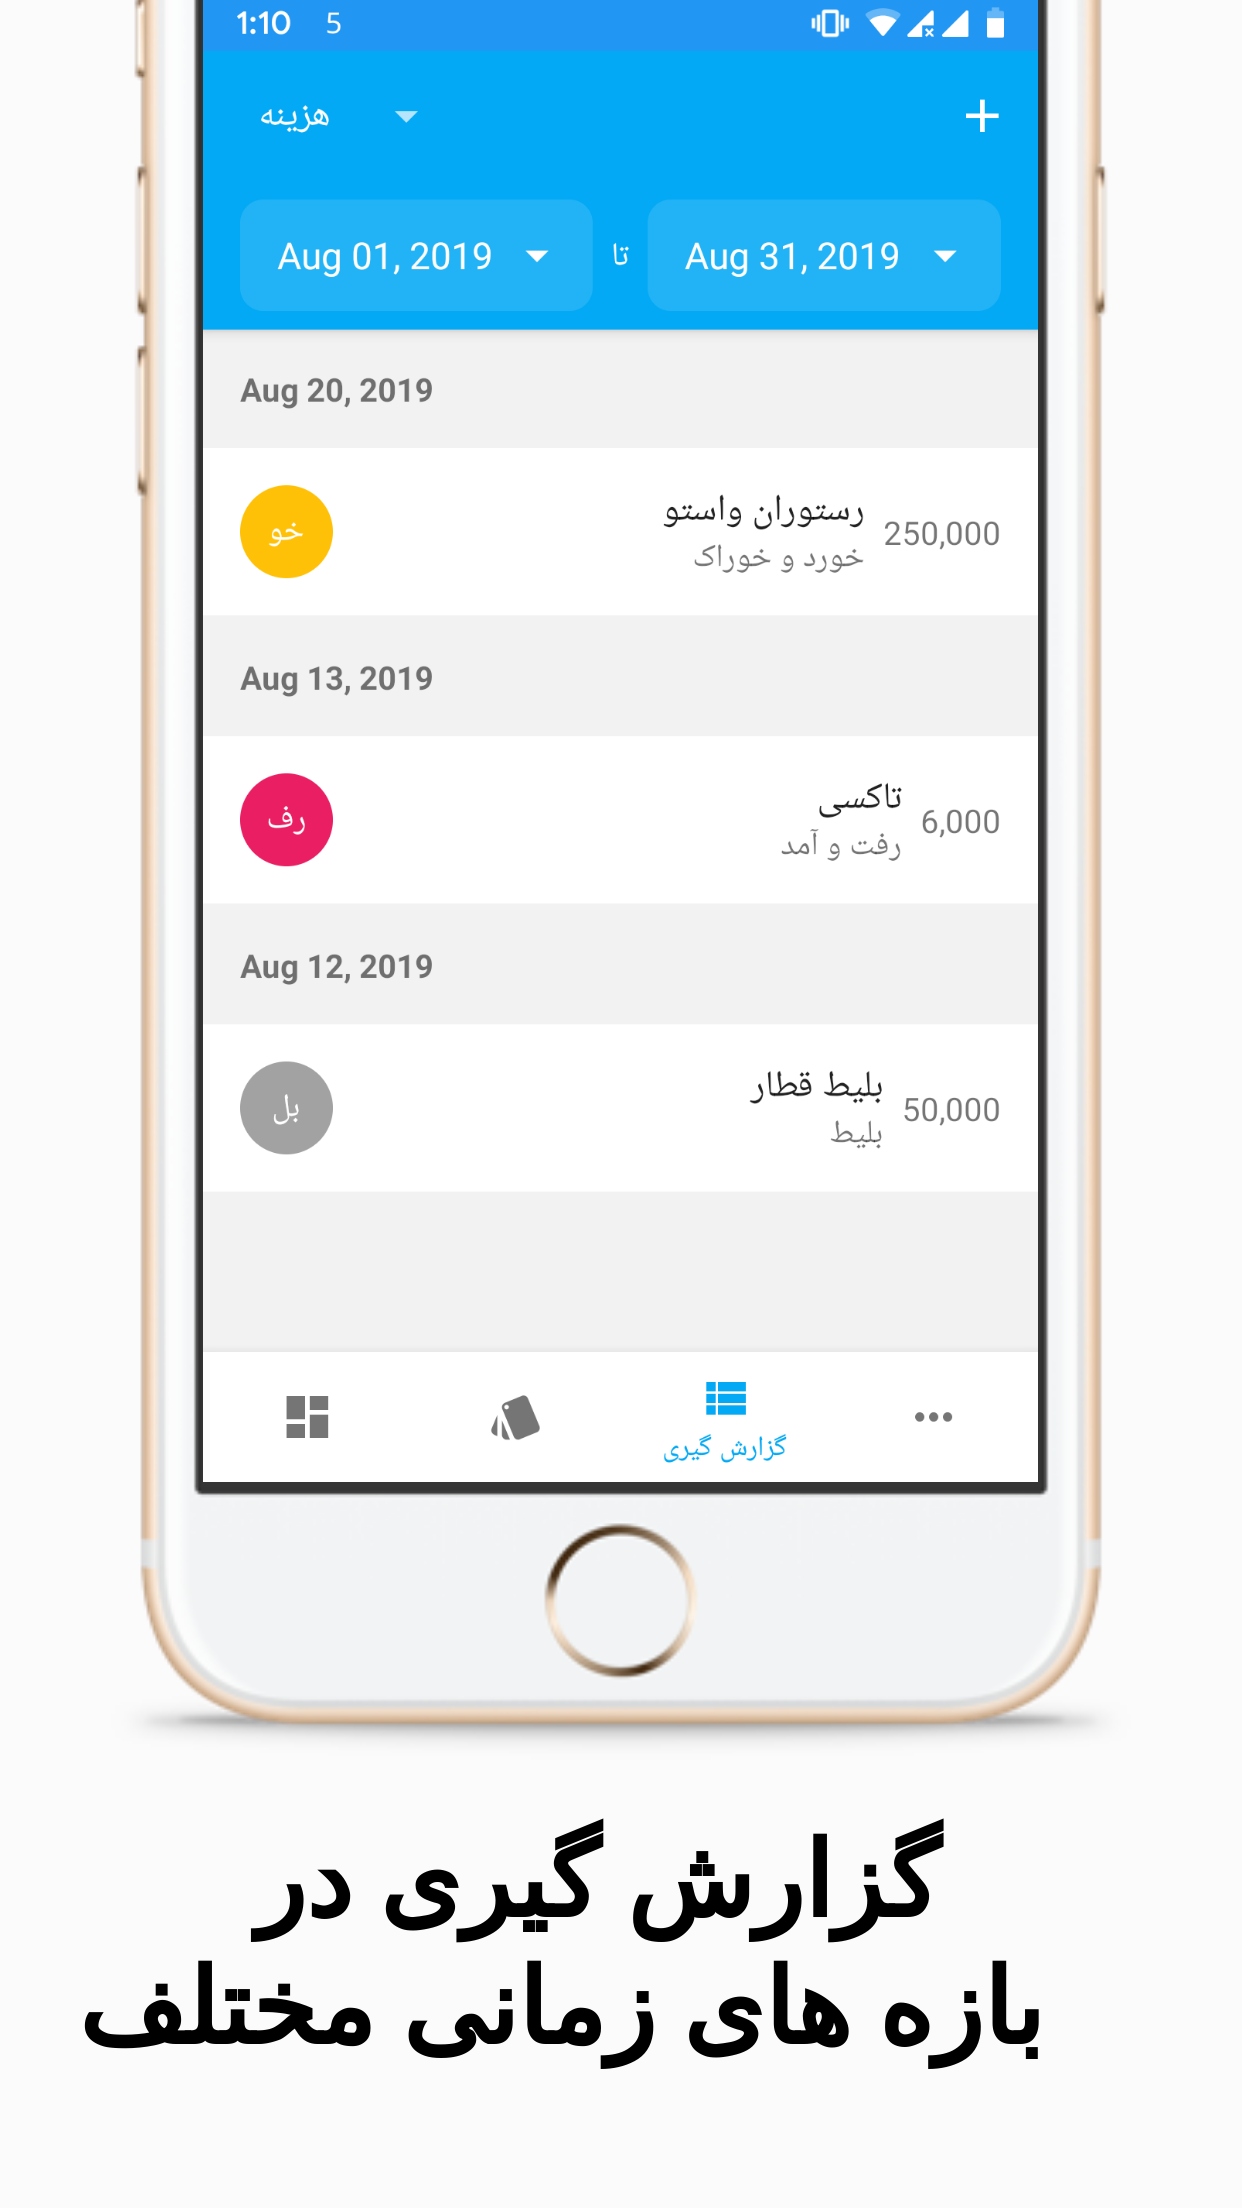 1:10 5
هزینه
Aug 01, 2019 تا Aug 31, 2019
Aug 20, 2019
خو
رستوران واستو
250,000
خورد و خوراک
Aug 13, 2019
رف
تاکسی
6,000
رفت و آمد
Aug 12, 2019
بل
بلیط قطار
50,000
بلیط
گزارش گیری
گزارش گیری در
بازه های زمانی مختلف